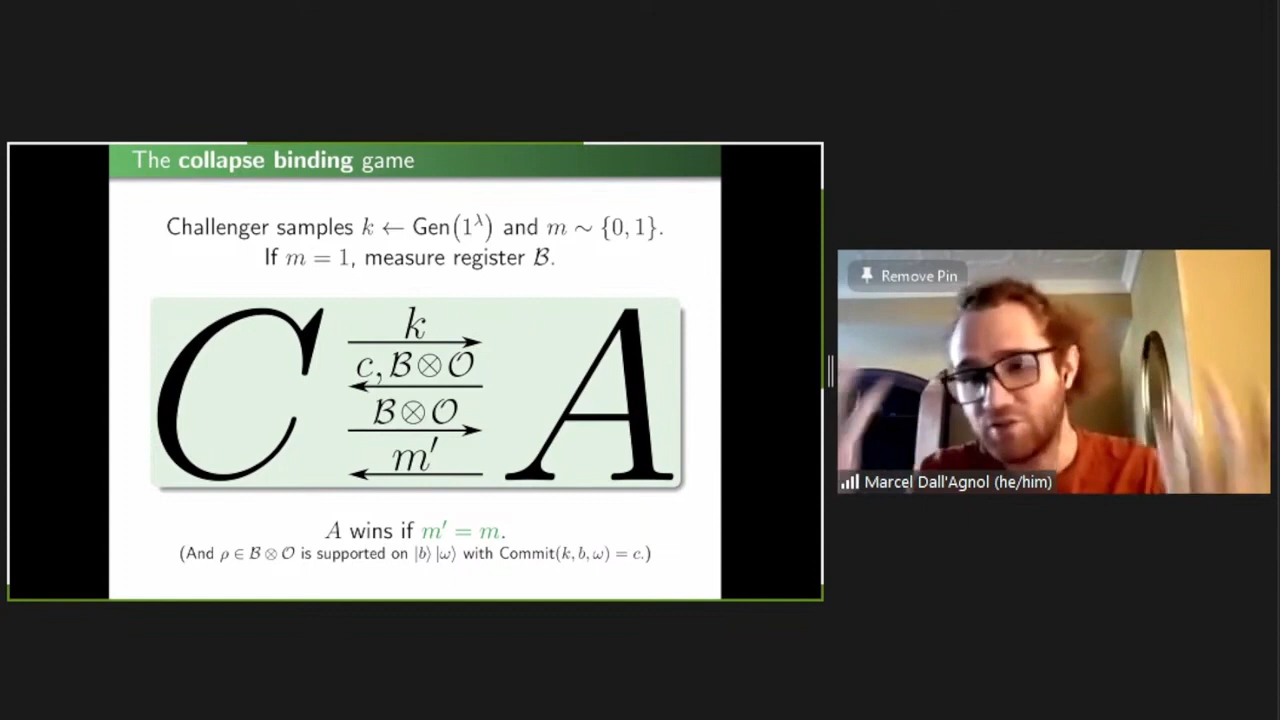 The collapse binding game
Challenger samples k ← Gen(1^λ) and m ∼ {0, 1}.
If m = 1, measure register ℬ.
C
k
c, ℬ⊗𝒪
ℬ⊗𝒪
m′
A
A wins if m′ = m.
(And ρ ∈ ℬ ⊗ 𝒪 is supported on |b⟩ |ω⟩ with Commit(k, b, ω) = c.)
Remove Pin
Marcel Dall'Agnol (he/him)